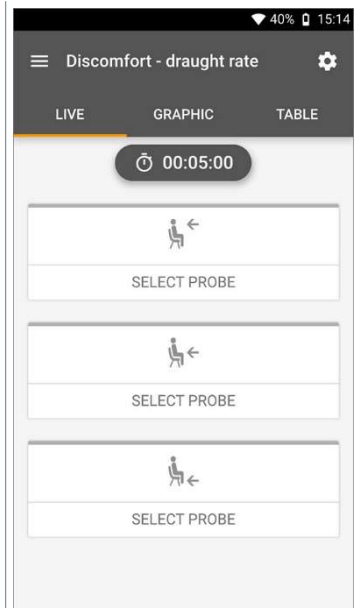 40% 15:14
Discomfort - draught rate
LIVE GRAPHIC TABLE
00:05:00
SELECT PROBE
SELECT PROBE
SELECT PROBE